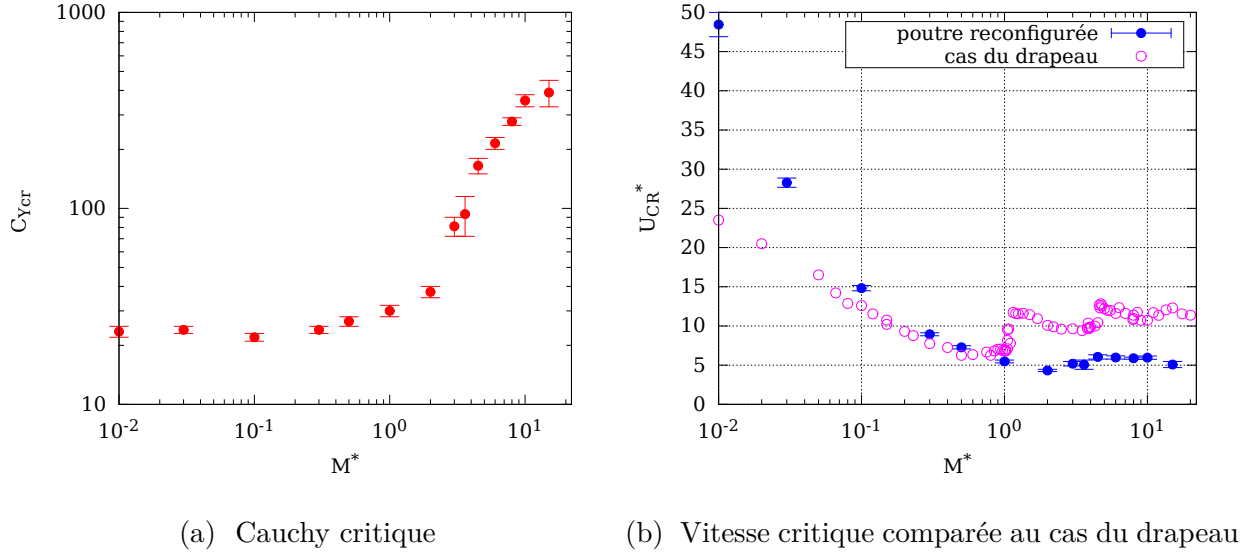 1000
100
10
C_Ycr
10^-2
10^-1
10^0
10^1
M^*
(a) Cauchy critique
50
45
40
35
30
25
20
15
10
5
0
U_CR^*
poutre reconfigurée
cas du drapeau
10^-2
10^-1
10^0
10^1
M^*
(b) Vitesse critique comparée au cas du drapeau